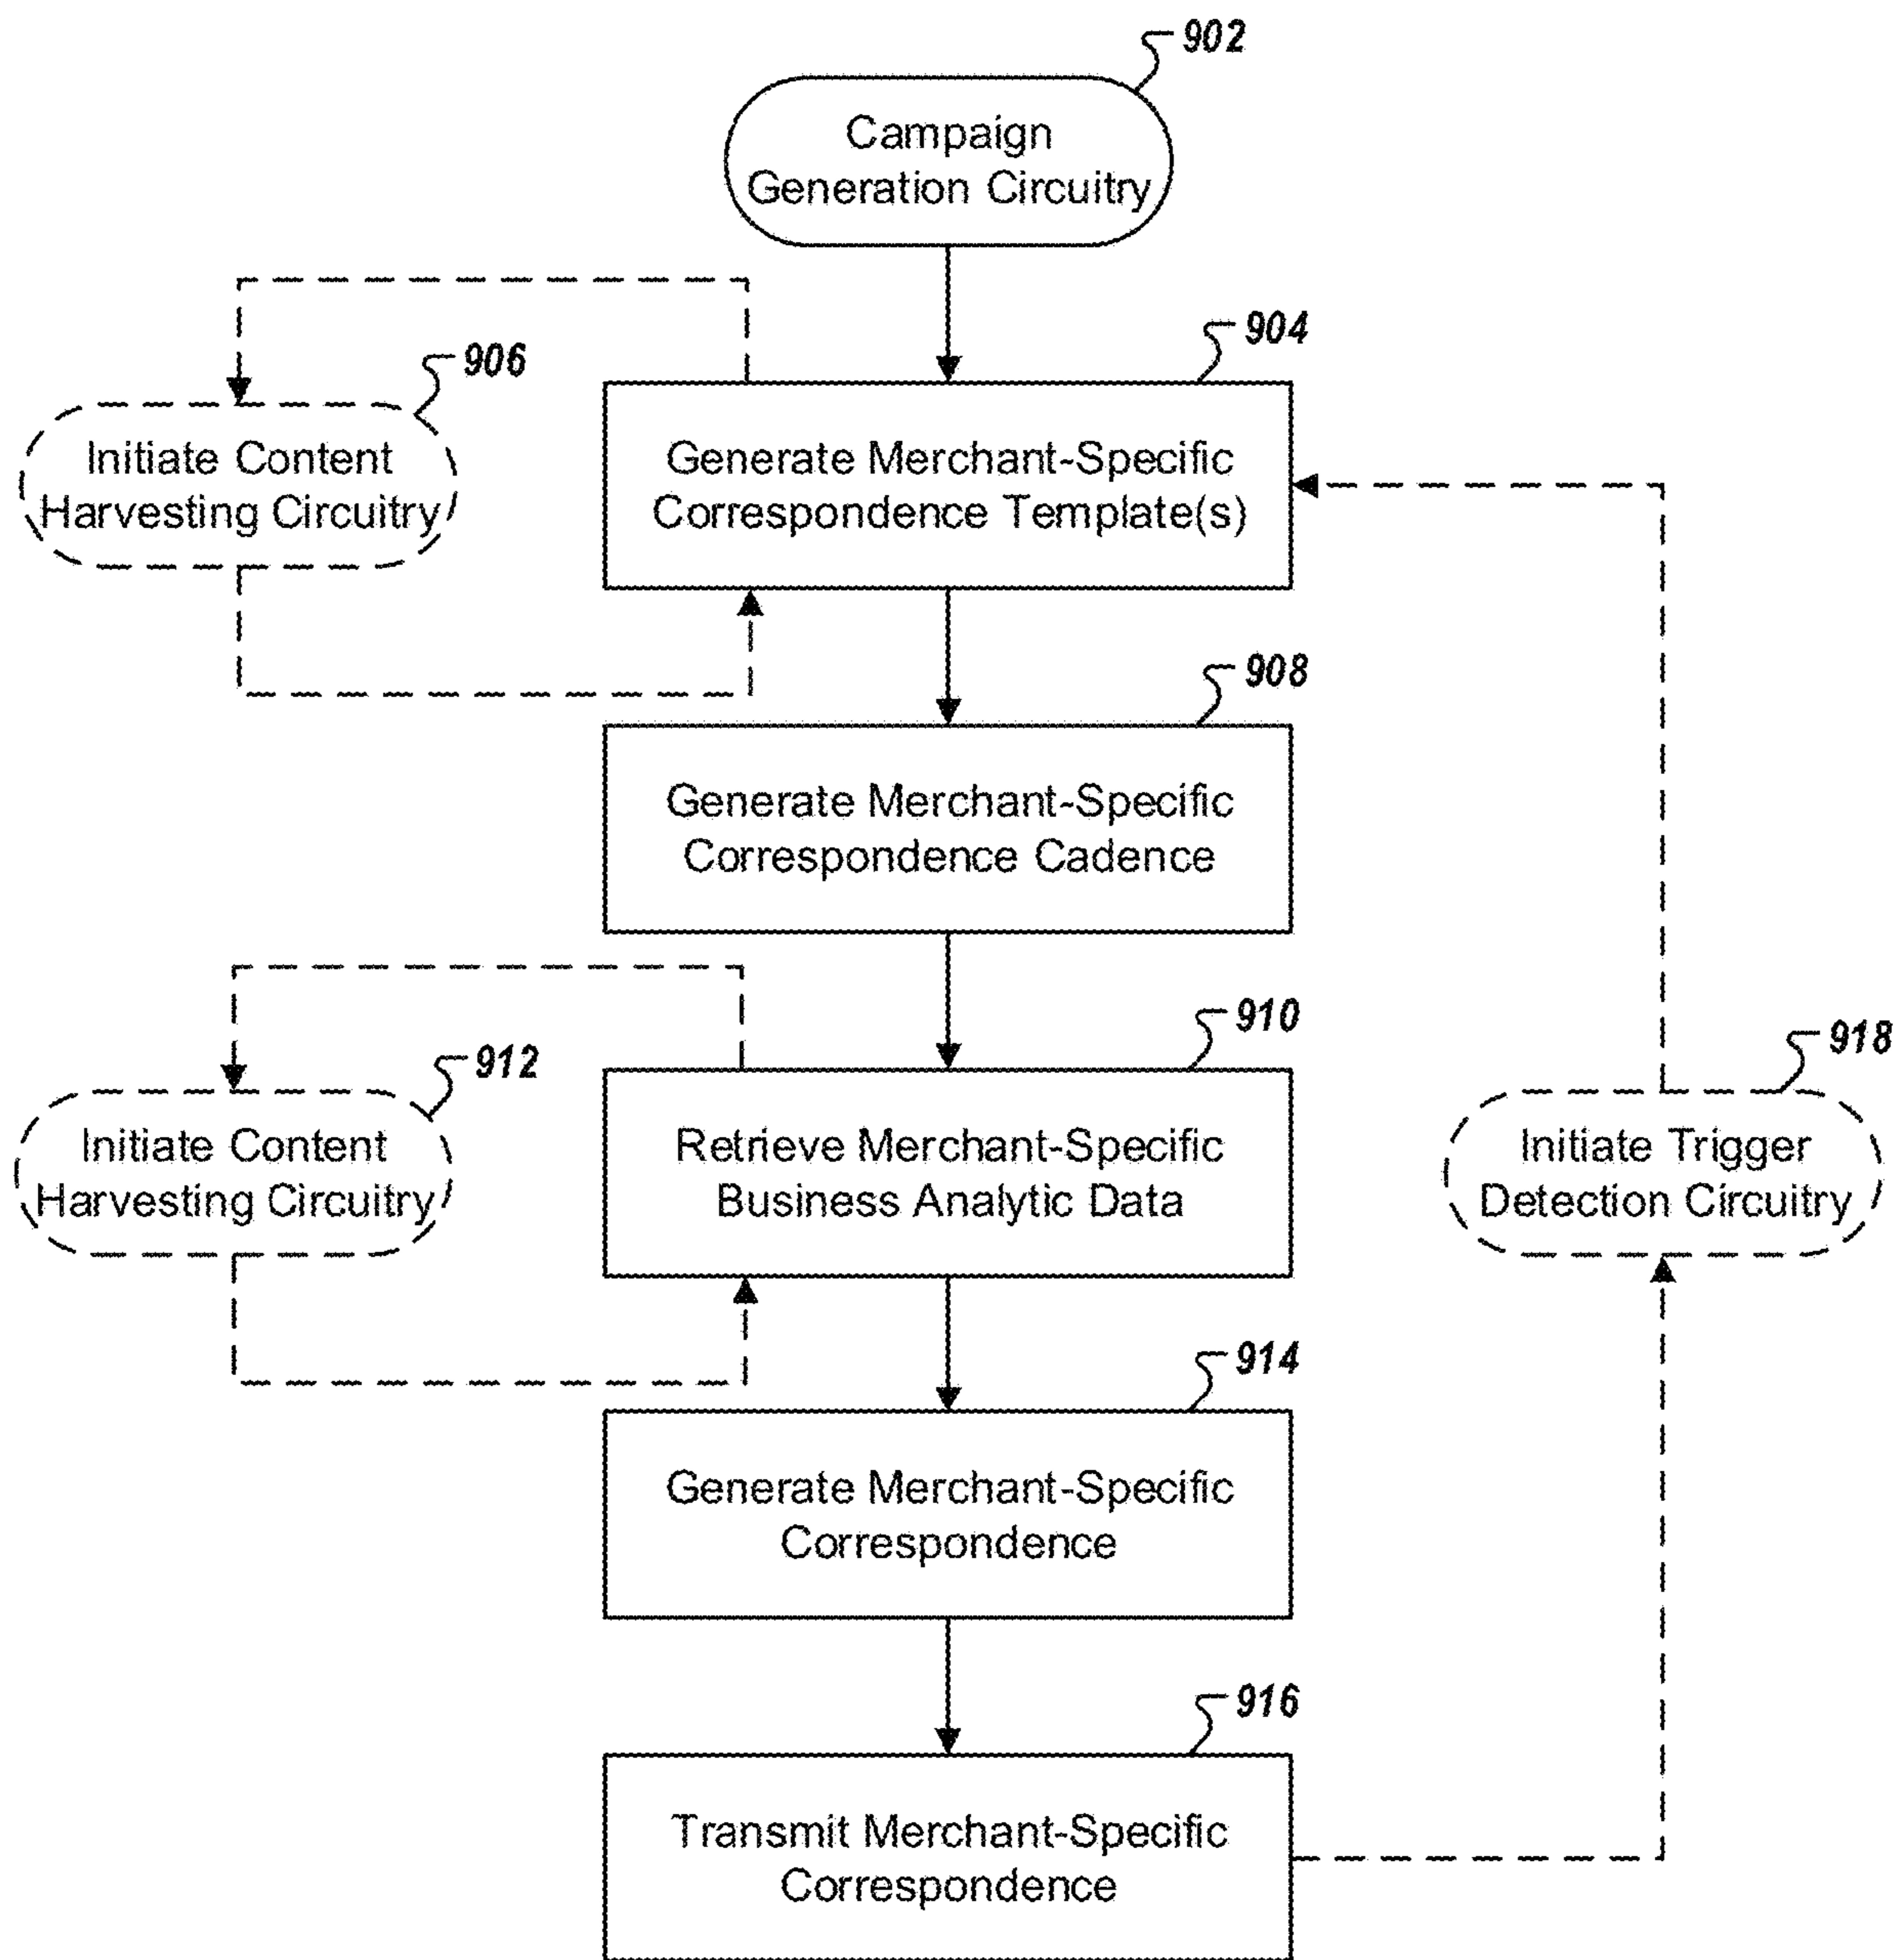 902
Campaign
Generation Circuitry
904
906
Initiate Content
Harvesting Circuitry
Generate Merchant-Specific
Correspondence Template(s)
908
Generate Merchant-Specific
Correspondence Cadence
910
912
918
Initiate Content
Harvesting Circuitry
Retrieve Merchant-Specific
Business Analytic Data
Initiate Trigger
Detection Circuitry
914
Generate Merchant-Specific
Correspondence
916
Transmit Merchant-Specific
Correspondence